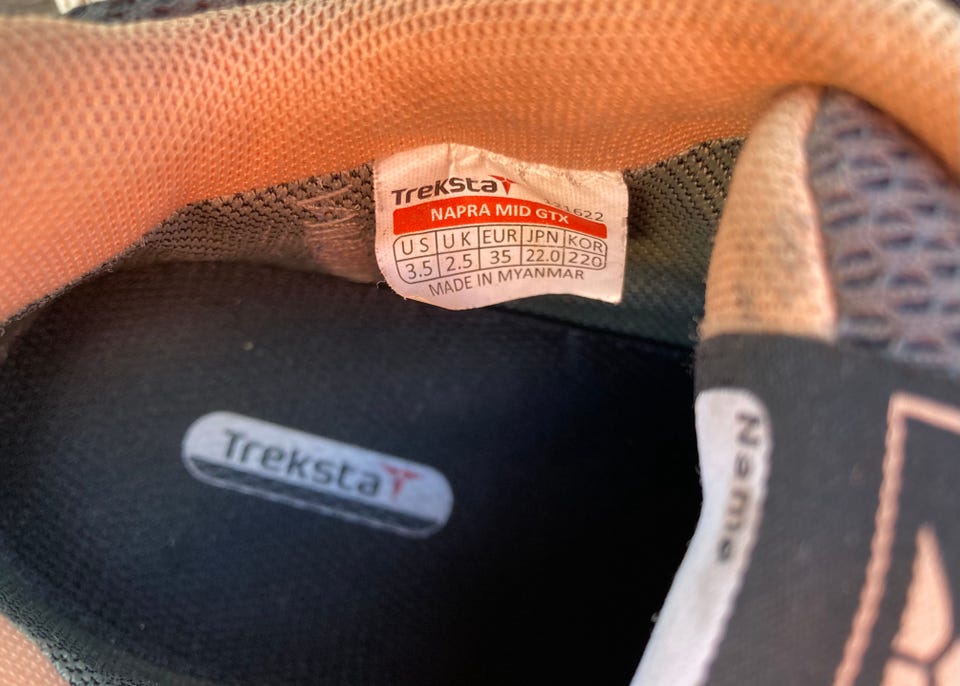 TrekSta
121622
NAPRA MID GTX
US UK EUR JPN KOR
3.5 2.5 35 22.0 220
MADE IN MYANMAR
Treksta
Name